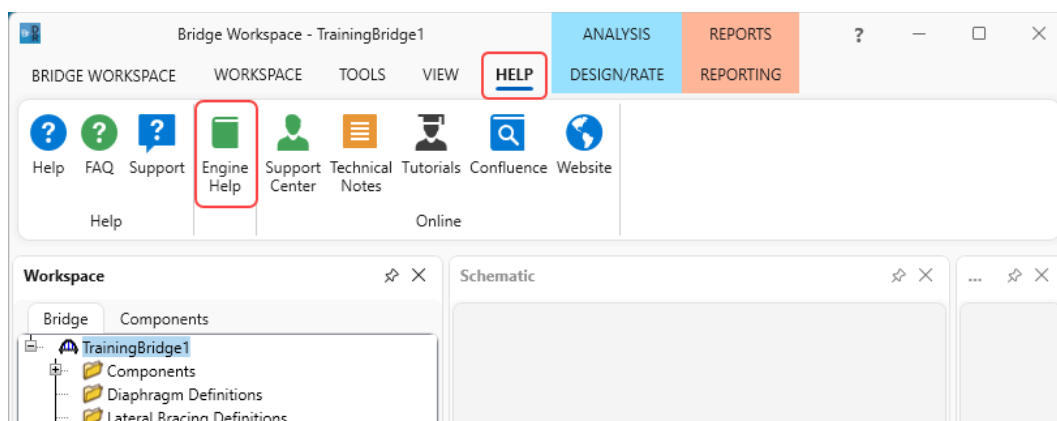 Bridge Workspace - TrainingBridge1 ANALYSIS REPORTS ?
BRIDGE WORKSPACE WORKSPACE TOOLS VIEW HELP DESIGN/RATE REPORTING
Help FAQ Support Engine Help Support Center Technical Notes Tutorials Confluence Website
Help Online
Workspace Schematic ...
Bridge Components
TrainingBridge1
Components
Diaphragm Definitions
Lateral Bracing Definitions